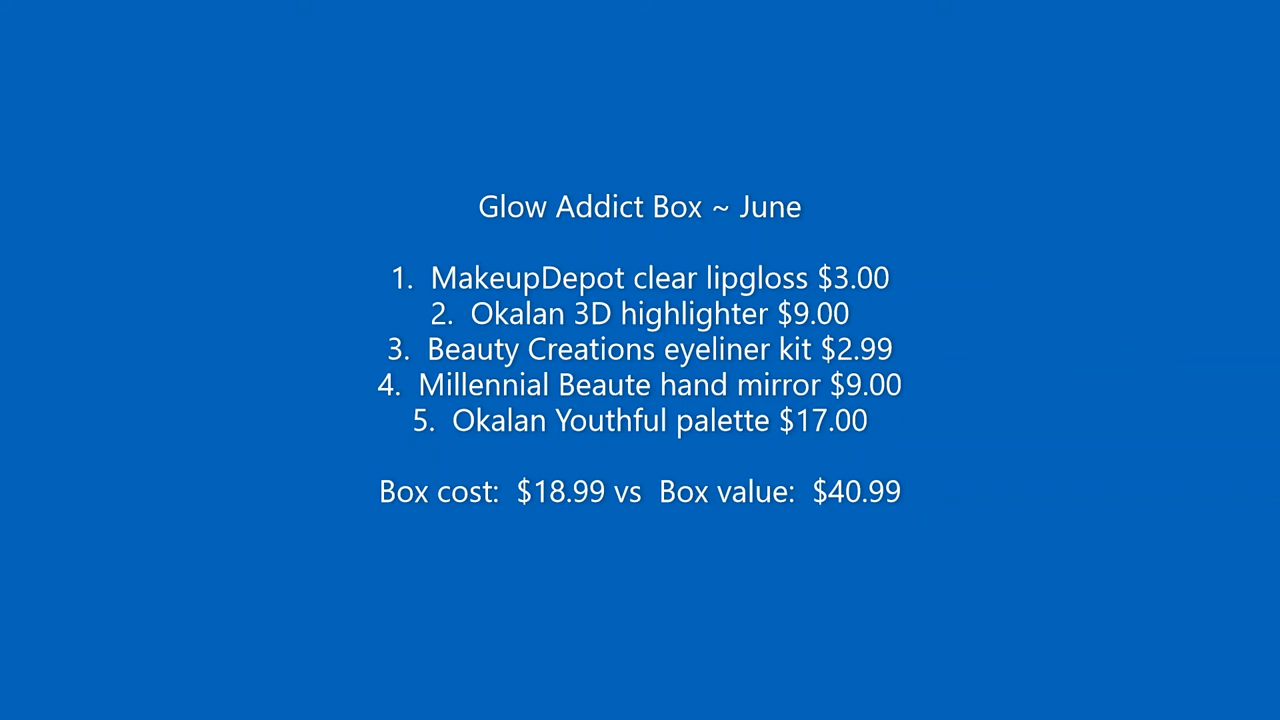 Glow Addict Box ~ June
1. MakeupDepot clear lipgloss $3.00
2. Okalan 3D highlighter $9.00
3. Beauty Creations eyeliner kit $2.99
4. Millennial Beaute hand mirror $9.00
5. Okalan Youthful palette $17.00
Box cost: $18.99 vs Box value: $40.99